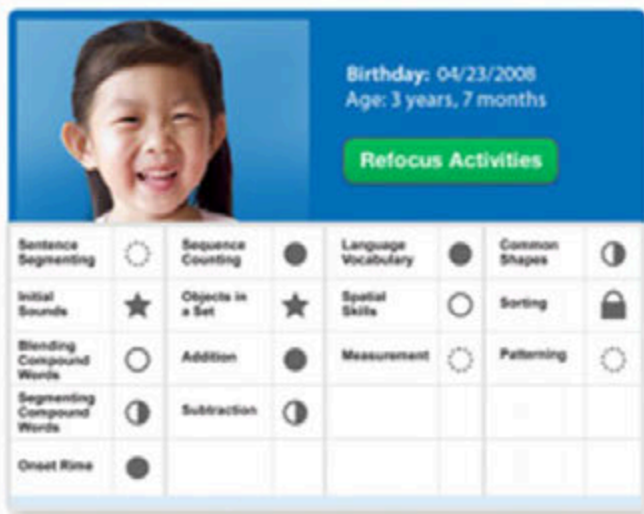 Birthday: 04/23/2008
Age: 3 years, 7 months
Refocus Activities
Sentence
Segmenting
Sequence
Counting
Language
Vocabulary
Common
Shapes
Initial
Sounds
Objects in
a Set
Spatial
Skills
Sorting
Blending
Compound
Words
Addition
Measurement
Patterning
Segmenting
Compound
Words
Subtraction
Onset Rime